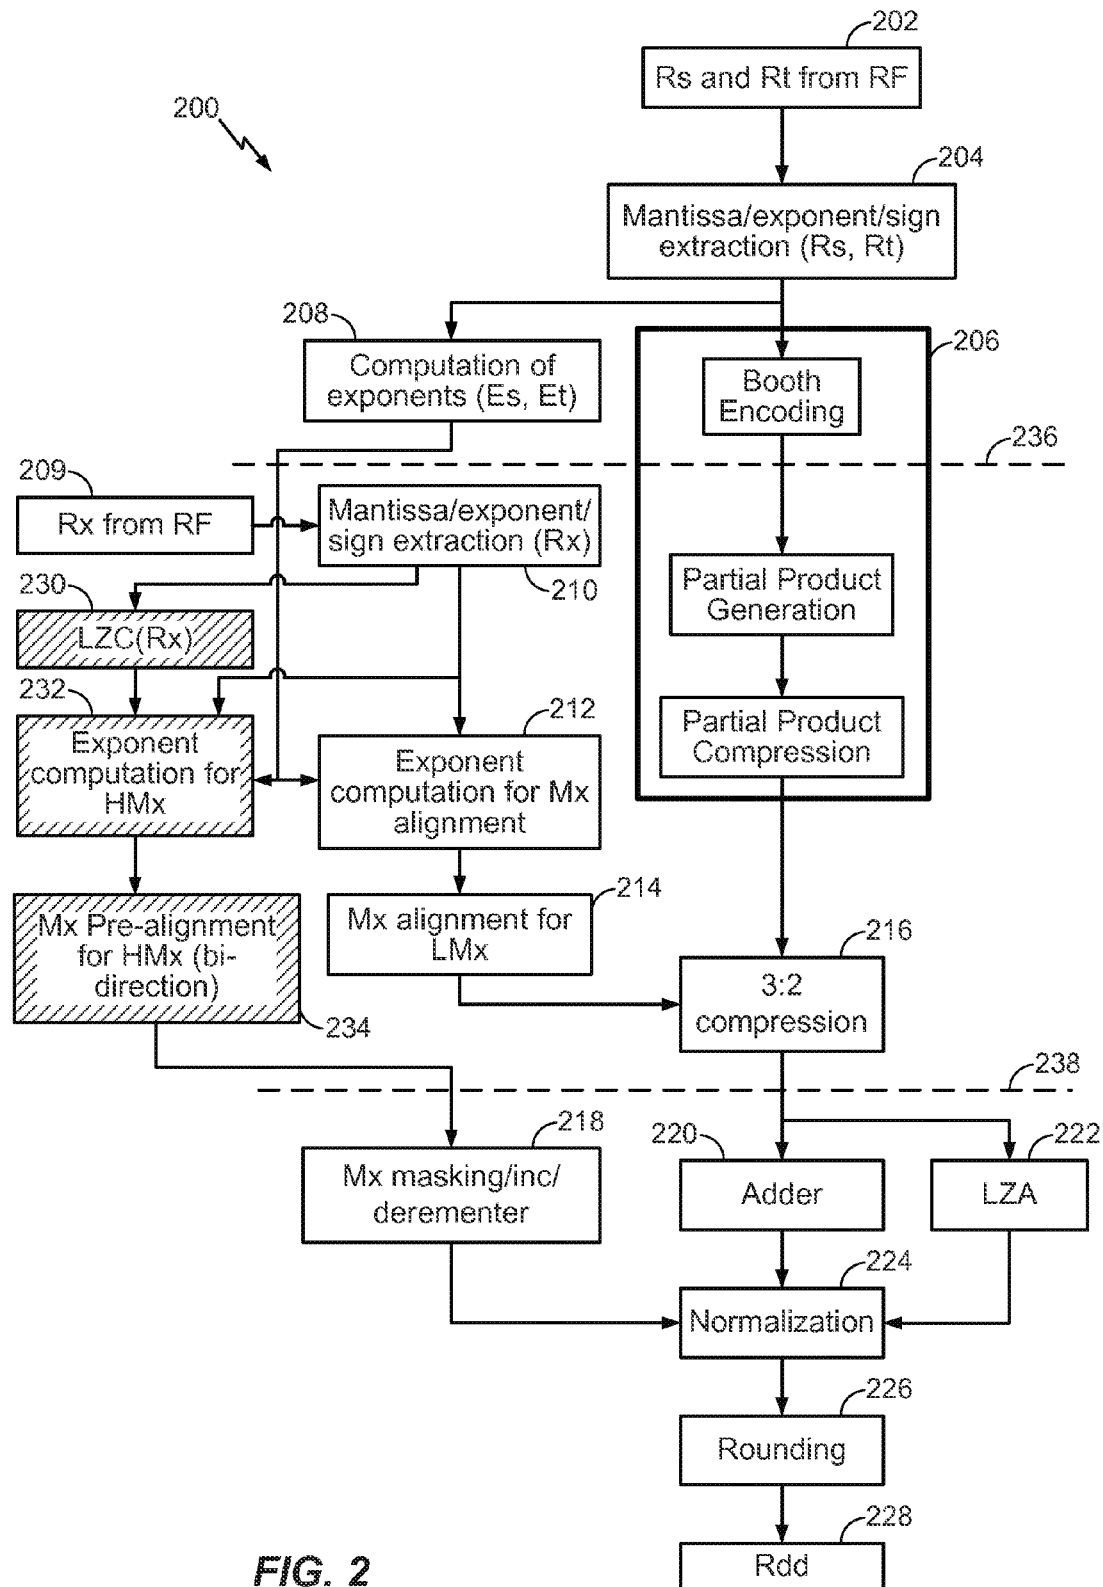 202
Rs and Rt from RF
200
204
Mantissa/exponent/sign
extraction (Rs, Rt)
208
Computation of
exponents (Es, Et)
206
Booth
Encoding
236
209
Rx from RF
Mantissa/exponent/
sign extraction (Rx)
210
Partial Product
Generation
230
LZC(Rx)
232
Exponent
computation for
HMx
212
Exponent
computation for Mx
alignment
Partial Product
Compression
214
Mx alignment for
LMx
Mx Pre-alignment
for HMx (bi-
direction)
234
216
3:2
compression
238
218
Mx masking/inc/
derementer
220
Adder
222
LZA
224
Normalization
226
Rounding
228
Rdd
FIG. 2